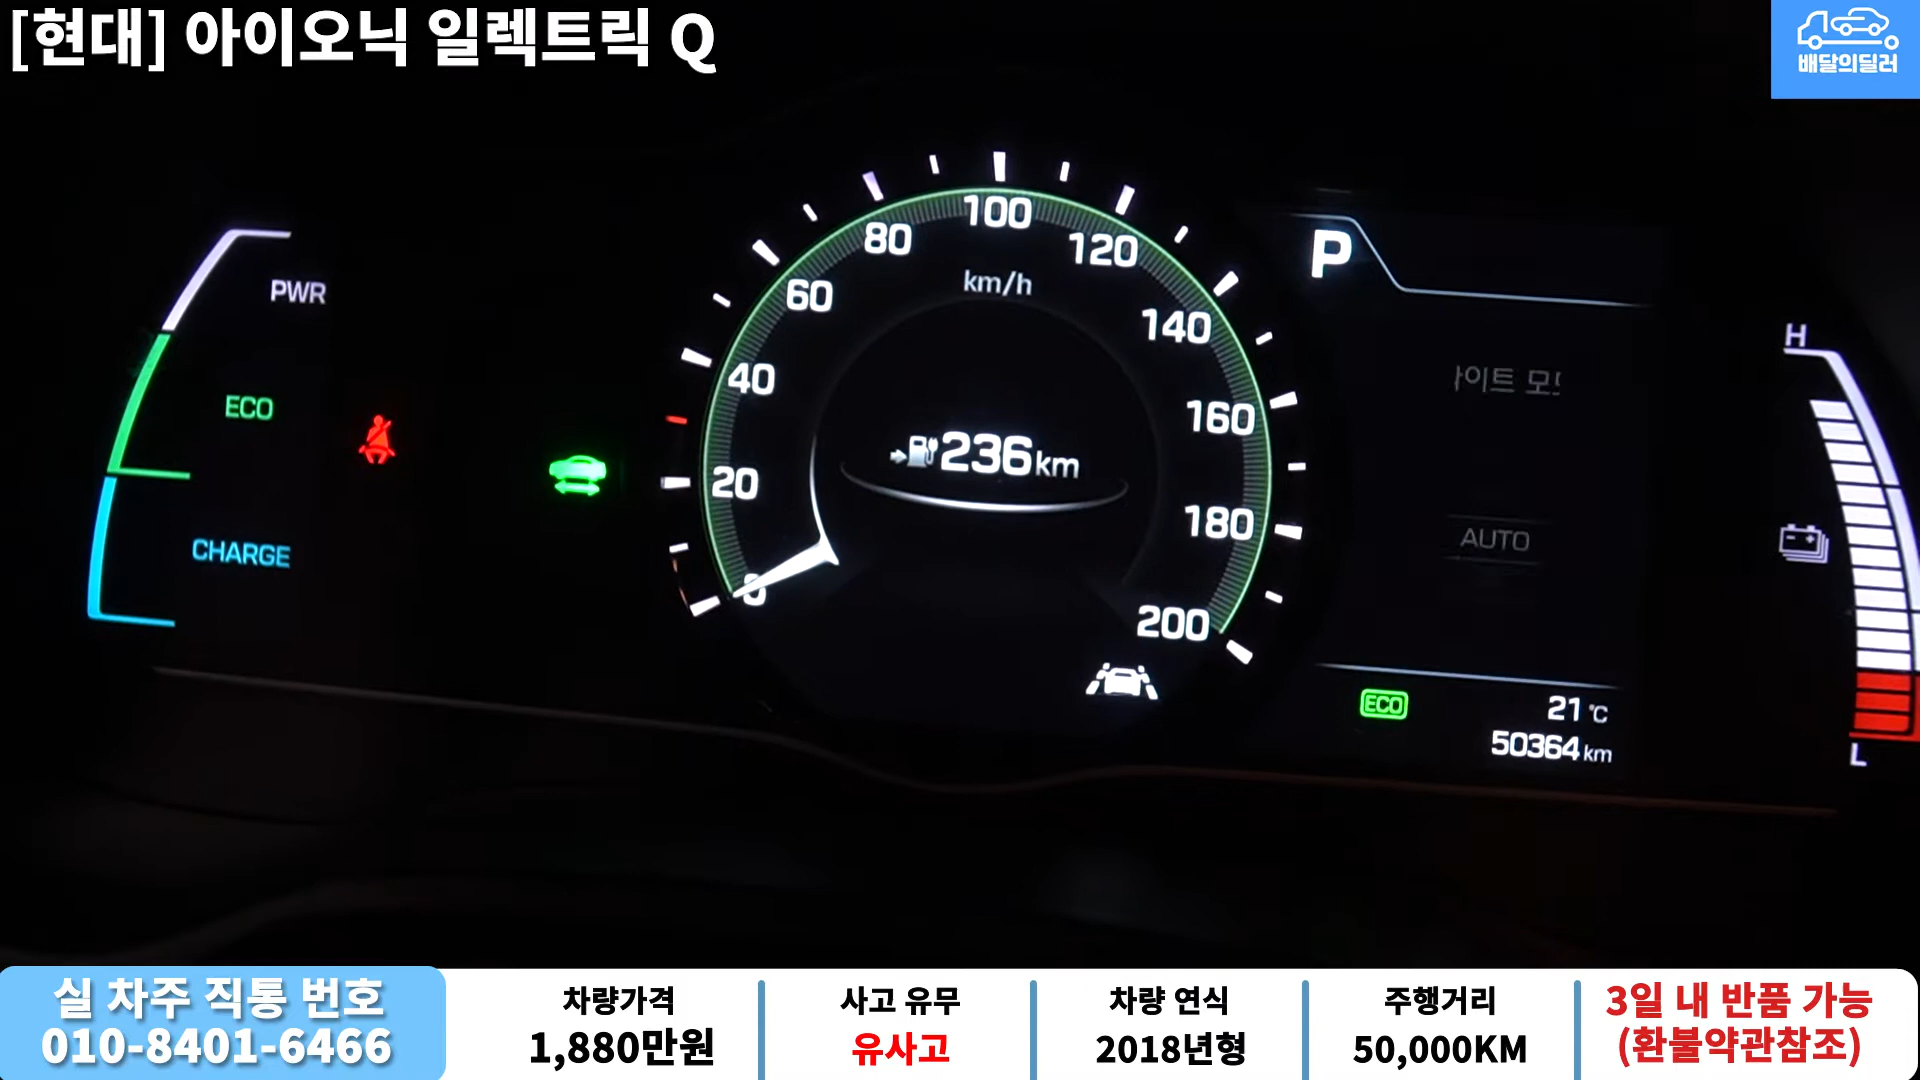 [현대] 아이오닉 일렉트릭 Q
배달의딜러
PWR
ECO
CHARGE
0
20
40
60
80
100
120
140
160
180
200
km/h
236km
P
AUTO
ECO
21℃
50364km
H
L
실 차주 직통 번호
010-8401-6466
차량가격
1,880만원
사고 유무
유사고
차량 연식
2018년형
주행거리
50,000KM
3일 내 반품 가능
(환불약관참조)